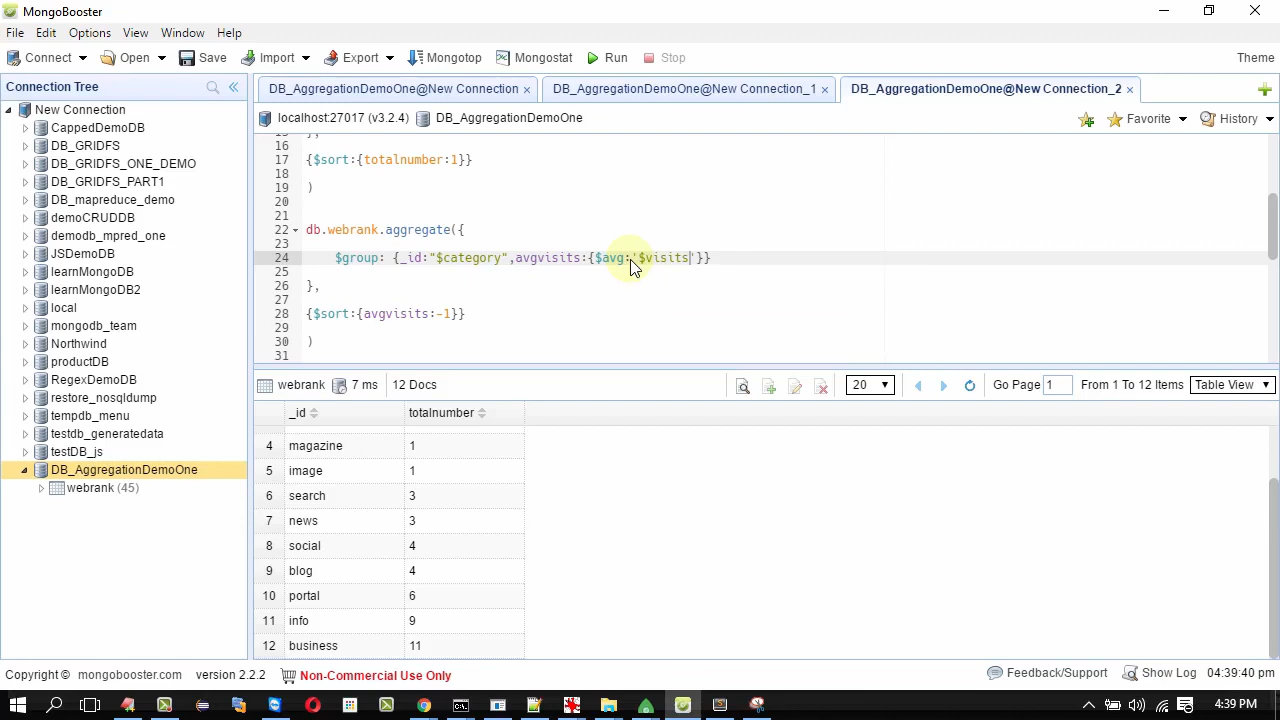 MongoBooster
File Edit Options View Window Help
Connect Open Save Import Export Mongotop Mongostat Run Stop Theme
Connection Tree
New Connection
CappedDemoDB
DB_GRIDFS
DB_GRIDFS_ONE_DEMO
DB_GRIDFS_PART1
DB_mapreduce_demo
demoCRUDDB
demodb_mpred_one
JSDemoDB
learnMongoDB
learnMongoDB2
local
mongodb_team
Northwind
productDB
RegexDemoDB
restore_nosqldump
tempdb_menu
testdb_generatedata
testDB_js
DB_AggregationDemoOne
webrank (45)
DB_AggregationDemoOne@New Connection × DB_AggregationDemoOne@New Connection_1 × DB_AggregationDemoOne@New Connection_2 ×
localhost:27017 (v3.2.4) DB_AggregationDemoOne Favorite History
15 },
16
17 {$sort:{totalnumber:1}}
18
19 )
20
21
22 db.webrank.aggregate({
23
24 $group: {_id:"$category",avgvisits:{$avg:'$visits'}}
25
26 },
27
28 {$sort:{avgvisits:-1}}
29
30 )
31
webrank 7 ms 12 Docs 20 Go Page 1 From 1 To 12 Items Table View
_id totalnumber
4 magazine 1
5 image 1
6 search 3
7 news 3
8 social 4
9 blog 4
10 portal 6
11 info 9
12 business 11
Copyright © mongobooster.com version 2.2.2 Non-Commercial Use Only Feedback/Support Show Log 04:39:40 pm
4:39 PM